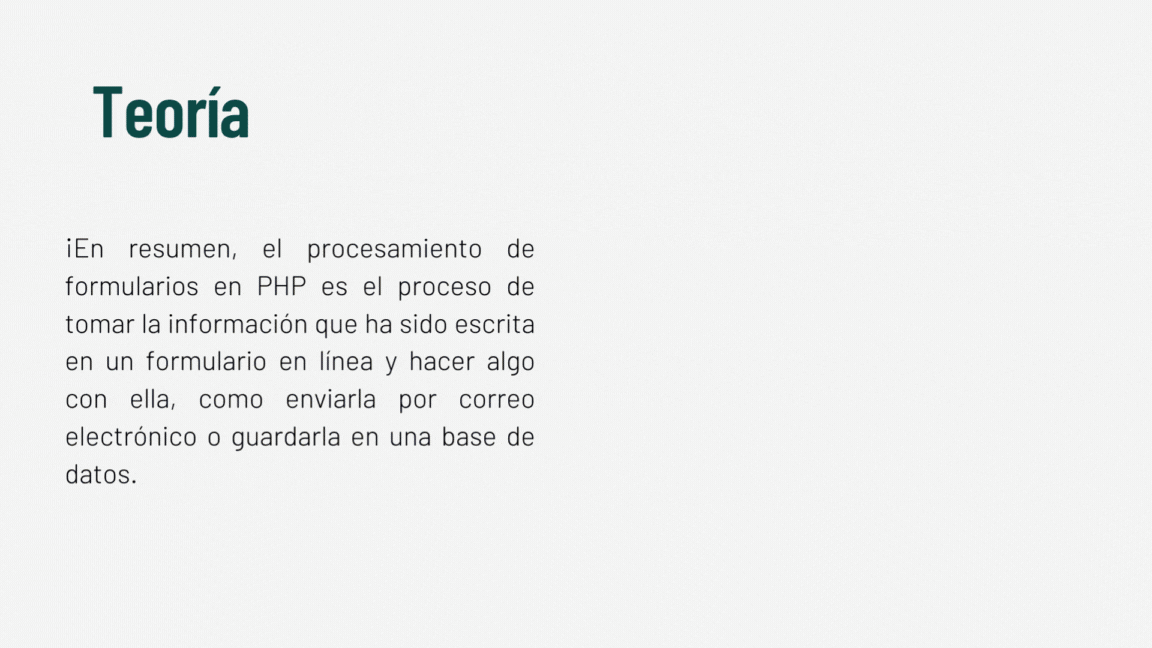 Teoría
¡En resumen, el procesamiento de
formularios en PHP es el proceso de
tomar la información que ha sido escrita
en un formulario en línea y hacer algo
con ella, como enviarla por correo
electrónico o guardarla en una base de
datos.